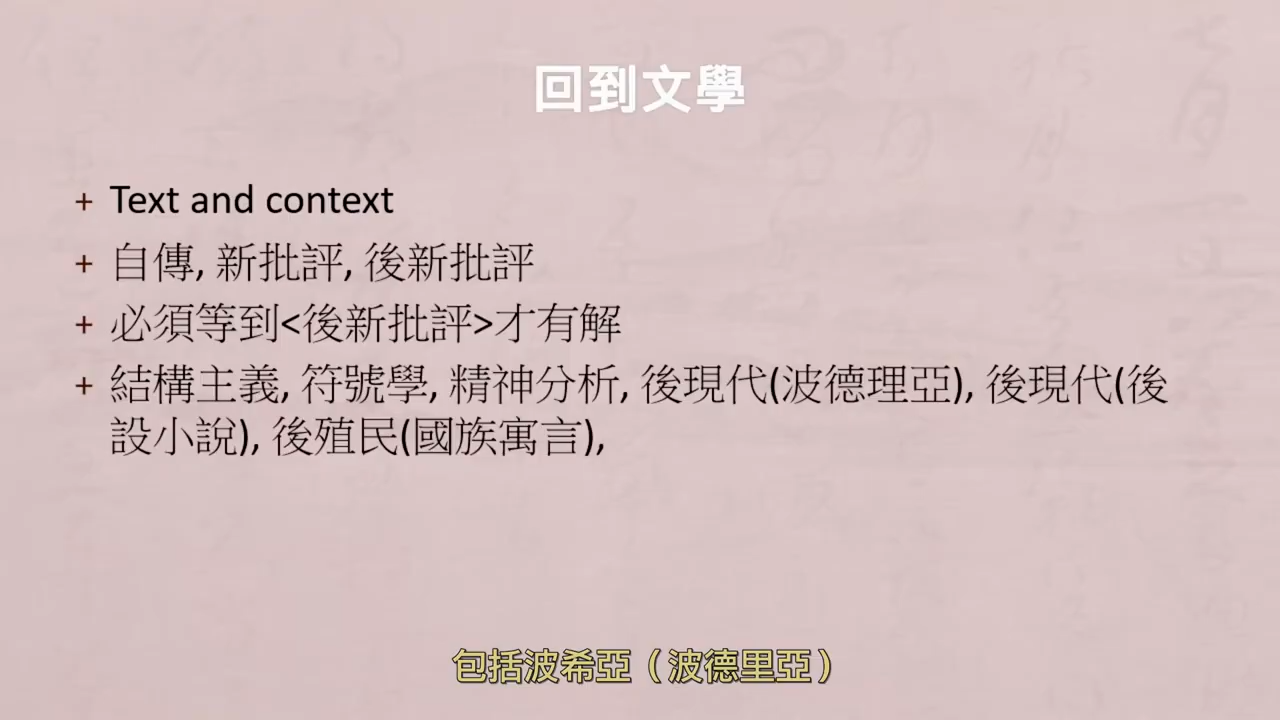 回到文學
+ Text and context
+ 自傳, 新批評, 後新批評
+ 必須等到<後新批評>才有解
+ 結構主義, 符號學, 精神分析, 後現代(波德理亞), 後現代(後
設小說), 後殖民(國族寓言),
包括波希亞（波德里亞）